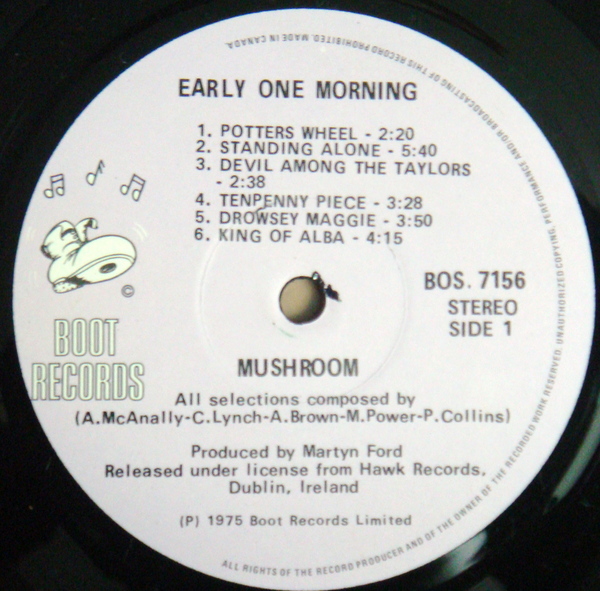 UNAUTHORIZED COPYING, PERFORMANCE AND/OR BROADCASTING OF THIS RECORD PROHIBITED. MADE IN CANADA.
EARLY ONE MORNING
1. POTTERS WHEEL - 2:20
2. STANDING ALONE - 5:40
3. DEVIL AMONG THE TAYLORS
- 2:38
4. TENPENNY PIECE - 3:28
5. DROWSEY MAGGIE - 3:50
6. KING OF ALBA - 4:15
©
BOOT
RECORDS
BOS. 7156
STEREO
SIDE 1
MUSHROOM
All selections composed by
(A.McAnally-C.Lynch-A.Brown-M.Power-P.Collins)
Produced by Martyn Ford
Released under license from Hawk Records,
Dublin, Ireland
(P) 1975 Boot Records Limited
ALL RIGHTS OF THE RECORD PRODUCER AND OF THE OWNER OF THE RECORDED WORK RESERVED.